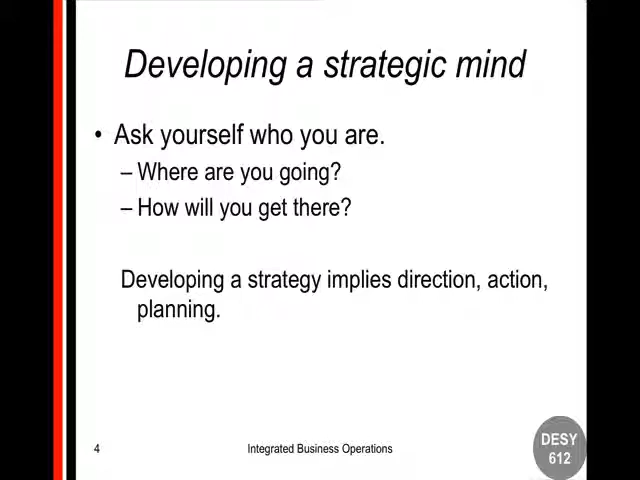 Developing a strategic mind
• Ask yourself who you are.
– Where are you going?
– How will you get there?
Developing a strategy implies direction, action,
planning.
4
Integrated Business Operations
DESY
612